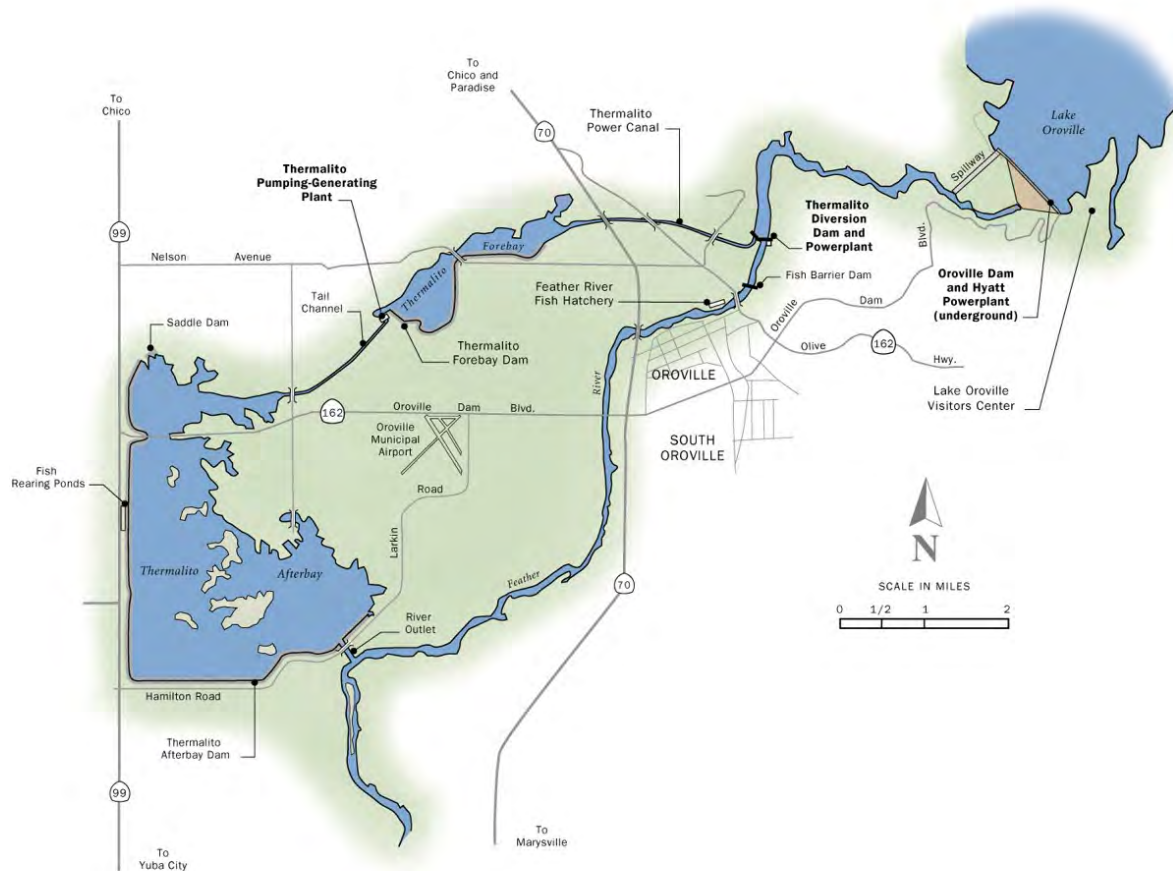 To
Chico
To
Chico and
Paradise
70
Thermalito
Power Canal
Lake
Oroville
Spillway
Thermalito
Pumping-Generating
Plant
Thermalito
Diversion
Dam and
Powerplant
99
Nelson Avenue
Forebay
Thermalito
Blvd.
Fish Barrier Dam
Oroville Dam
and Hyatt
Powerplant
(underground)
Feather River
Fish Hatchery
Tail
Channel
Saddle Dam
Thermalito
Forebay Dam
Oroville Dam
Olive 162 Hwy.
River
OROVILLE
Lake Oroville
Visitors Center
162 Oroville Dam Blvd.
Oroville
Municipal
Airport
SOUTH
OROVILLE
Fish
Rearing Ponds
Road
Larkin
N
Thermalito Afterbay
Feather
70
SCALE IN MILES
0 1/2 1 2
River
Outlet
Hamilton Road
Thermalito
Afterbay Dam
99
To
Marysville
To
Yuba City